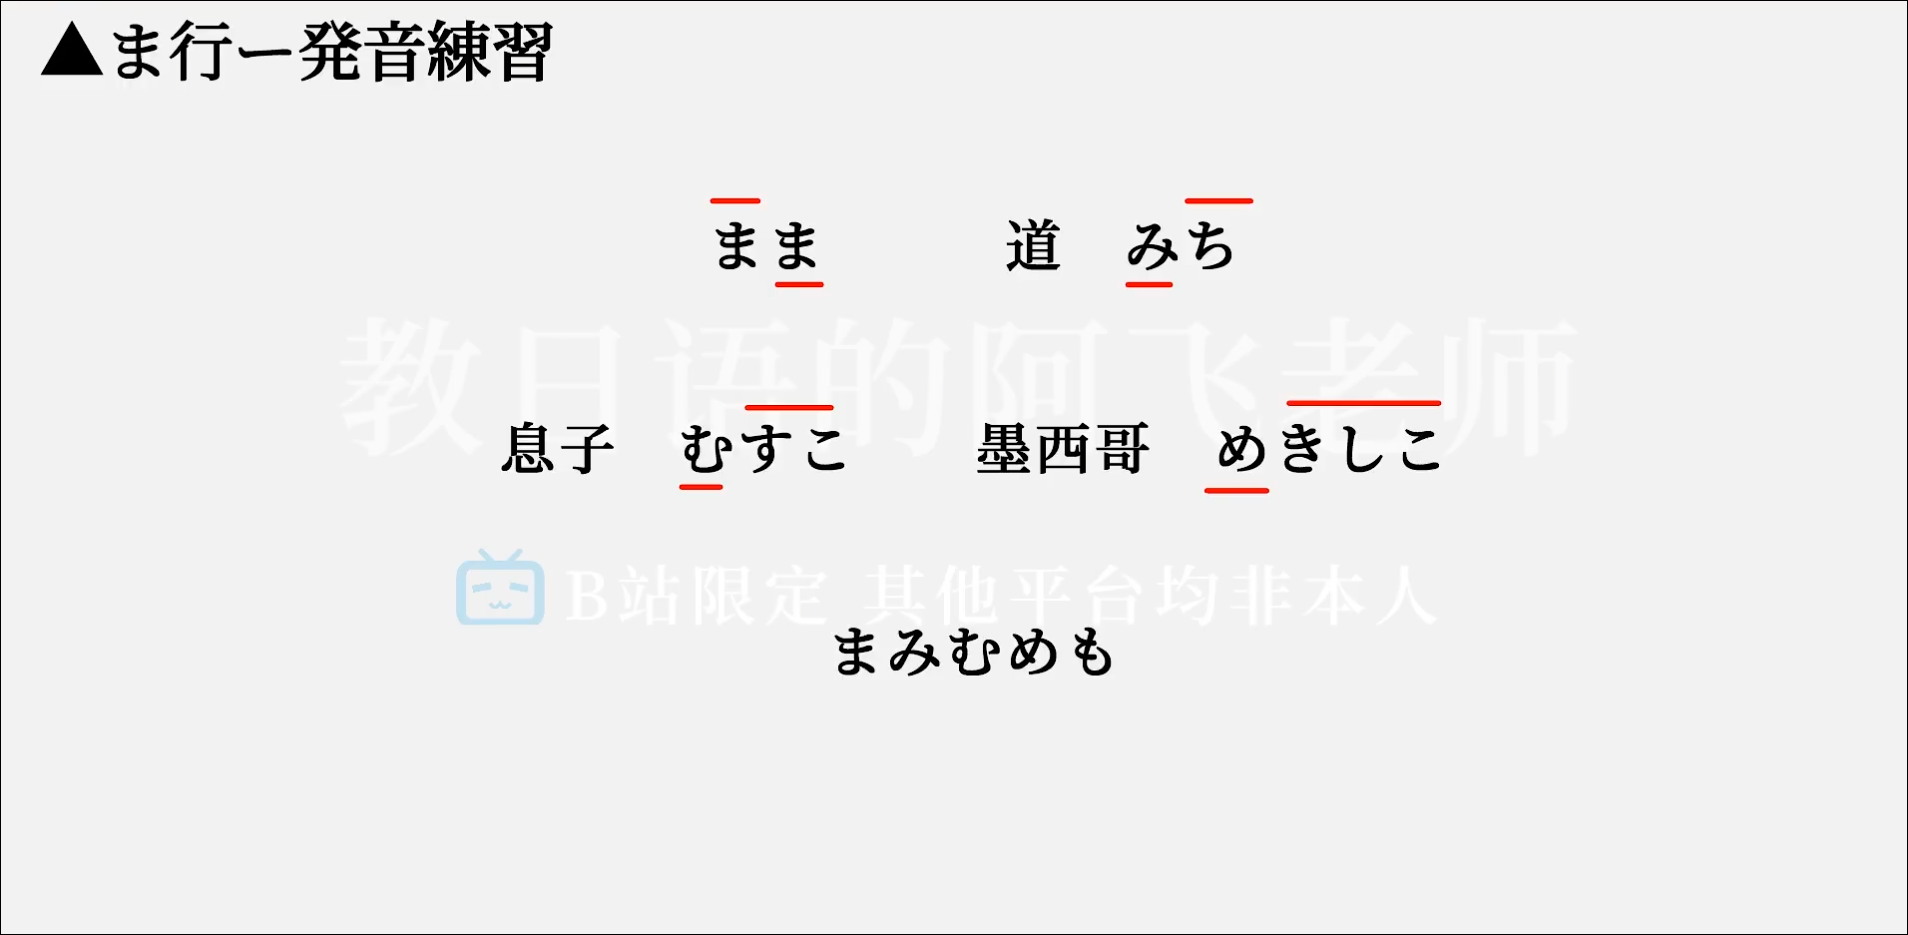 ▲ま行ー発音練習
まま 道 みち
教日语的阿飞老师
息子 むすこ 墨西哥 めきしこ
B站限定 其他平台均非本人
まみむめも